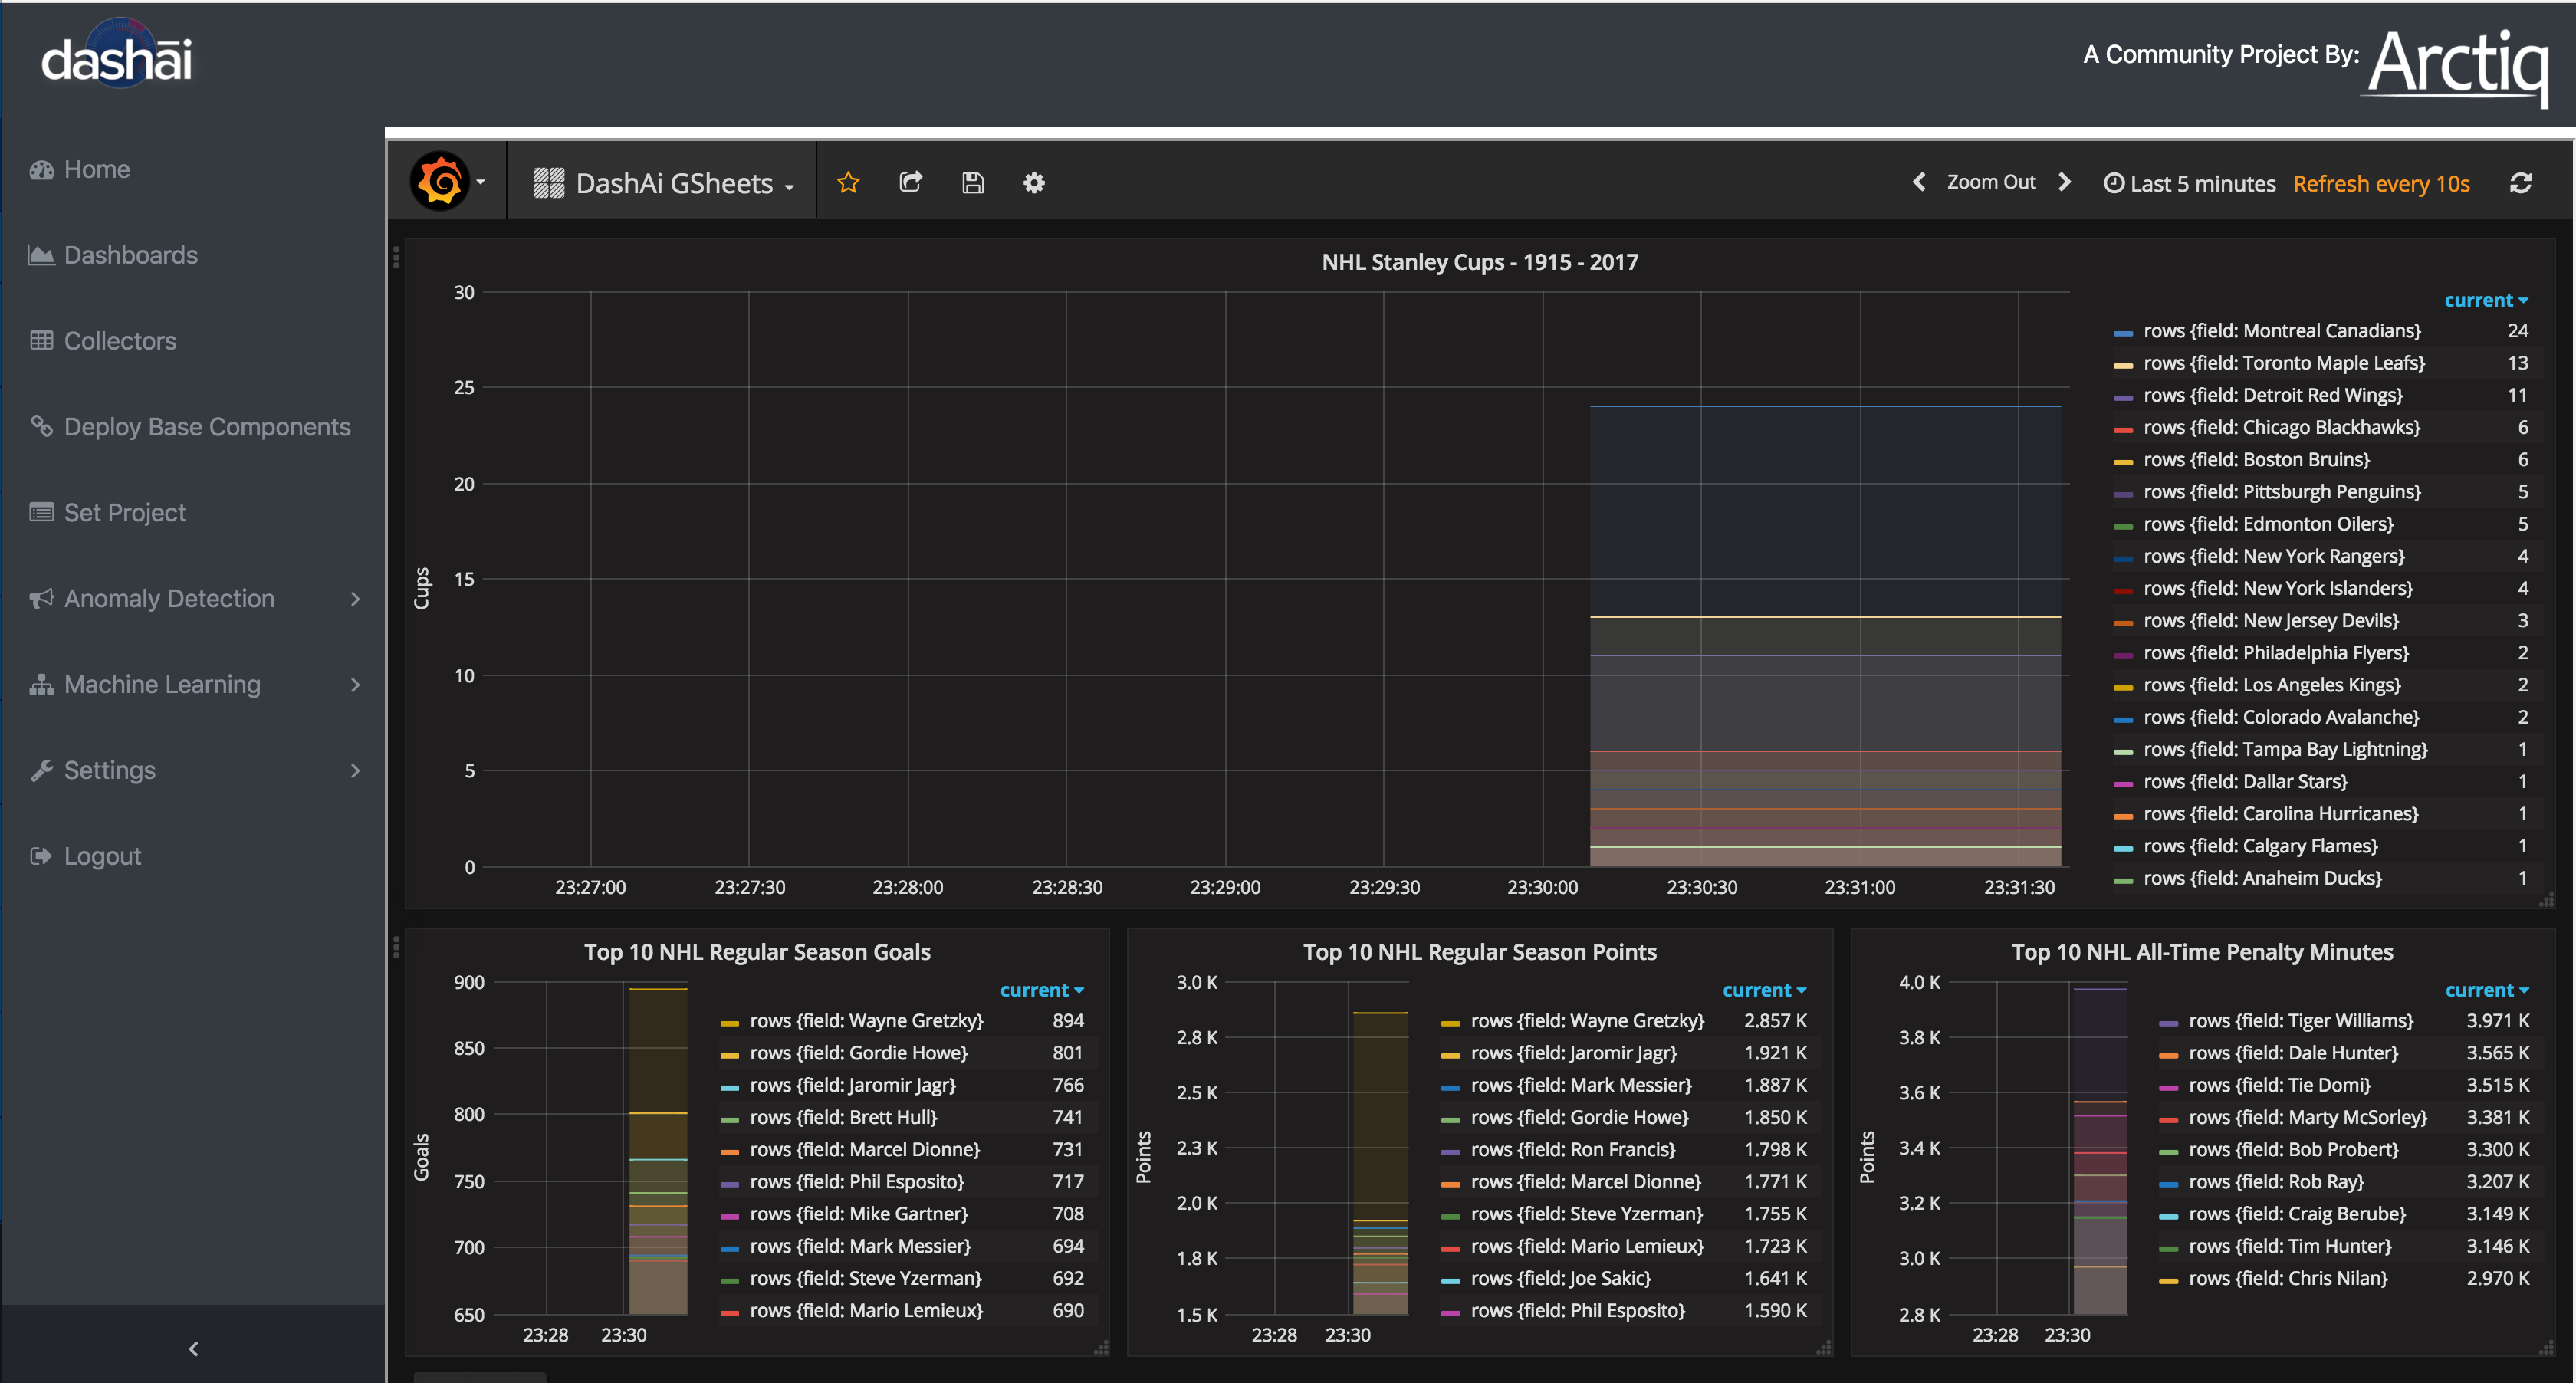 dashāi
A Community Project By: Arctiq
Home
Dashboards
Collectors
Deploy Base Components
Set Project
Anomaly Detection
Machine Learning
Settings
Logout
DashAi GSheets
Zoom Out
Last 5 minutes Refresh every 10s
NHL Stanley Cups - 1915 - 2017
Cups
30
25
20
15
10
5
0
23:27:00 23:27:30 23:28:00 23:28:30 23:29:00 23:29:30 23:30:00 23:30:30 23:31:00 23:31:30
current
rows {field: Montreal Canadians} 24
rows {field: Toronto Maple Leafs} 13
rows {field: Detroit Red Wings} 11
rows {field: Chicago Blackhawks} 6
rows {field: Boston Bruins} 6
rows {field: Pittsburgh Penguins} 5
rows {field: Edmonton Oilers} 5
rows {field: New York Rangers} 4
rows {field: New York Islanders} 4
rows {field: New Jersey Devils} 3
rows {field: Philadelphia Flyers} 2
rows {field: Los Angeles Kings} 2
rows {field: Colorado Avalanche} 2
rows {field: Tampa Bay Lightning} 1
rows {field: Dallar Stars} 1
rows {field: Carolina Hurricanes} 1
rows {field: Calgary Flames} 1
rows {field: Anaheim Ducks} 1
Top 10 NHL Regular Season Goals
Goals
900
850
800
750
700
650
23:28 23:30
current
rows {field: Wayne Gretzky} 894
rows {field: Gordie Howe} 801
rows {field: Jaromir Jagr} 766
rows {field: Brett Hull} 741
rows {field: Marcel Dionne} 731
rows {field: Phil Esposito} 717
rows {field: Mike Gartner} 708
rows {field: Mark Messier} 694
rows {field: Steve Yzerman} 692
rows {field: Mario Lemieux} 690
Top 10 NHL Regular Season Points
Points
3.0 K
2.8 K
2.5 K
2.3 K
2.0 K
1.8 K
1.5 K
23:28 23:30
current
rows {field: Wayne Gretzky} 2.857 K
rows {field: Jaromir Jagr} 1.921 K
rows {field: Mark Messier} 1.887 K
rows {field: Gordie Howe} 1.850 K
rows {field: Ron Francis} 1.798 K
rows {field: Marcel Dionne} 1.771 K
rows {field: Steve Yzerman} 1.755 K
rows {field: Mario Lemieux} 1.723 K
rows {field: Joe Sakic} 1.641 K
rows {field: Phil Esposito} 1.590 K
Top 10 NHL All-Time Penalty Minutes
Points
4.0 K
3.8 K
3.6 K
3.4 K
3.2 K
3.0 K
2.8 K
23:28 23:30
current
rows {field: Tiger Williams} 3.971 K
rows {field: Dale Hunter} 3.565 K
rows {field: Tie Domi} 3.515 K
rows {field: Marty McSorley} 3.381 K
rows {field: Bob Probert} 3.300 K
rows {field: Rob Ray} 3.207 K
rows {field: Craig Berube} 3.149 K
rows {field: Tim Hunter} 3.146 K
rows {field: Chris Nilan} 2.970 K